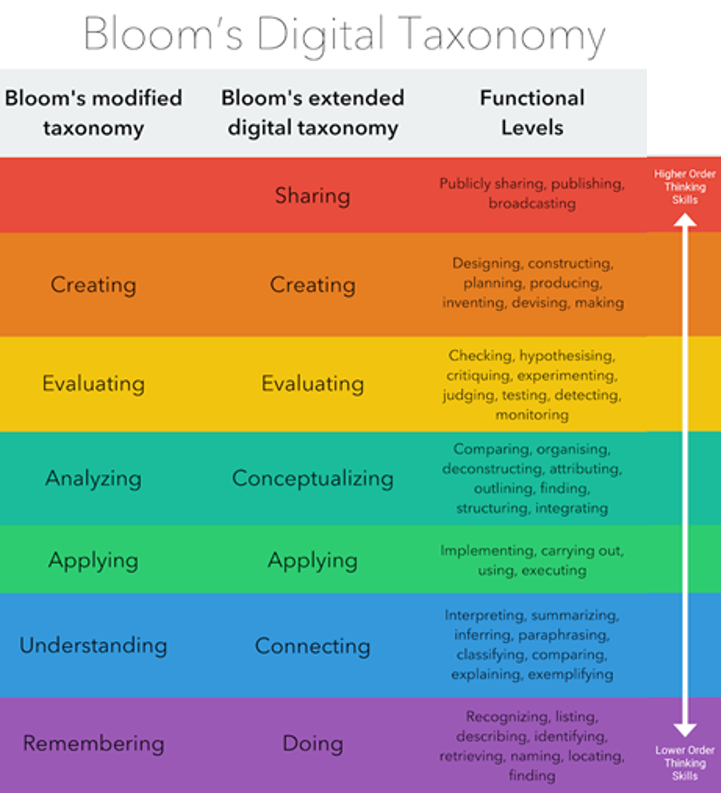 Bloom's Digital Taxonomy
Bloom's modified
taxonomy
Bloom's extended
digital taxonomy
Functional
Levels
Sharing
Publicly sharing, publishing,
broadcasting
Higher Order
Thinking
Skills
Creating
Creating
Designing, constructing,
planning, producing,
inventing, devising, making
Evaluating
Evaluating
Checking, hypothesising,
critiquing, experimenting,
judging, testing, detecting,
monitoring
Analyzing
Conceptualizing
Comparing, organising,
deconstructing, attributing,
outlining, finding,
structuring, integrating
Applying
Applying
Implementing, carrying out,
using, executing
Understanding
Connecting
Interpreting, summarizing,
inferring, paraphrasing,
classifying, comparing,
explaining, exemplifying
Remembering
Doing
Recognizing, listing,
describing, identifying,
retrieving, naming, locating,
finding
Lower Order
Thinking
Skills